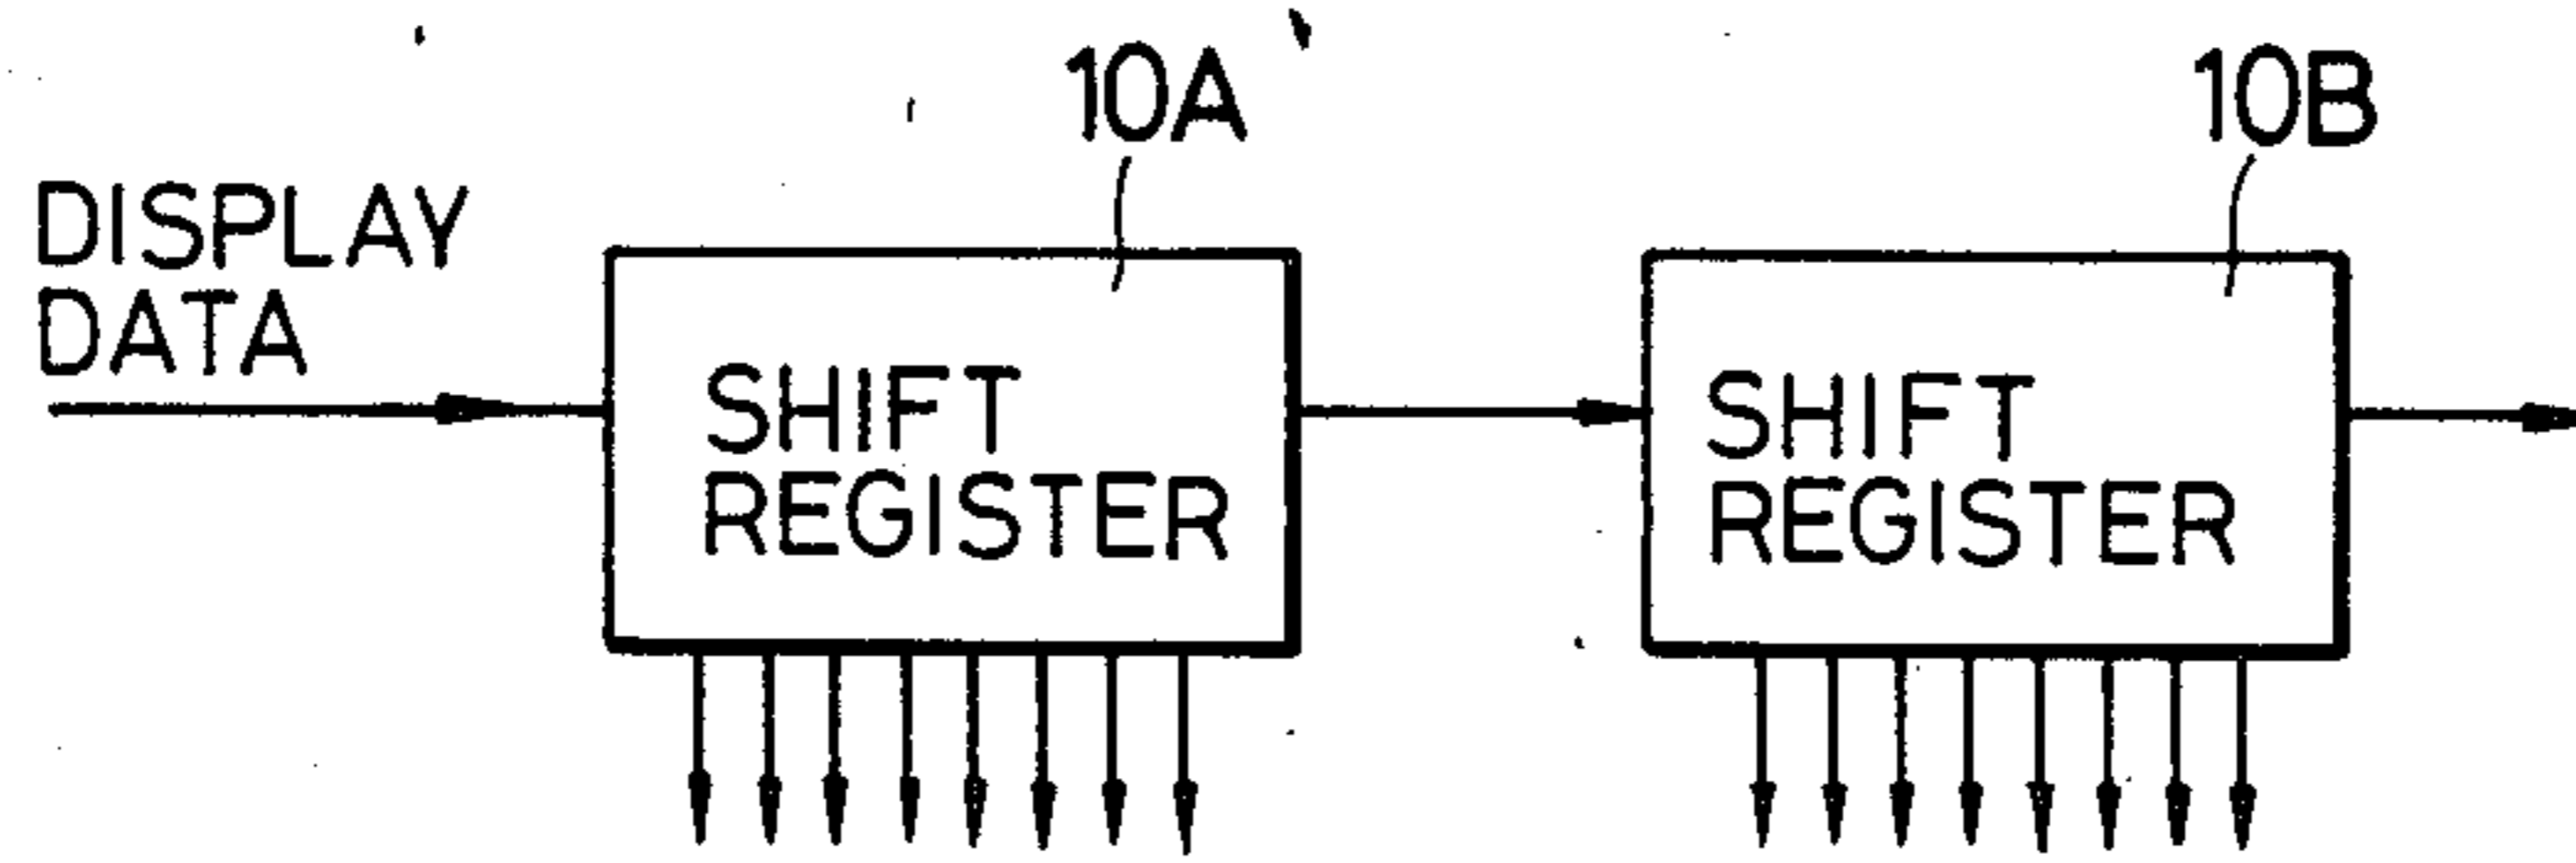 10A
10B
DISPLAY
DATA
SHIFT
REGISTER
SHIFT
REGISTER